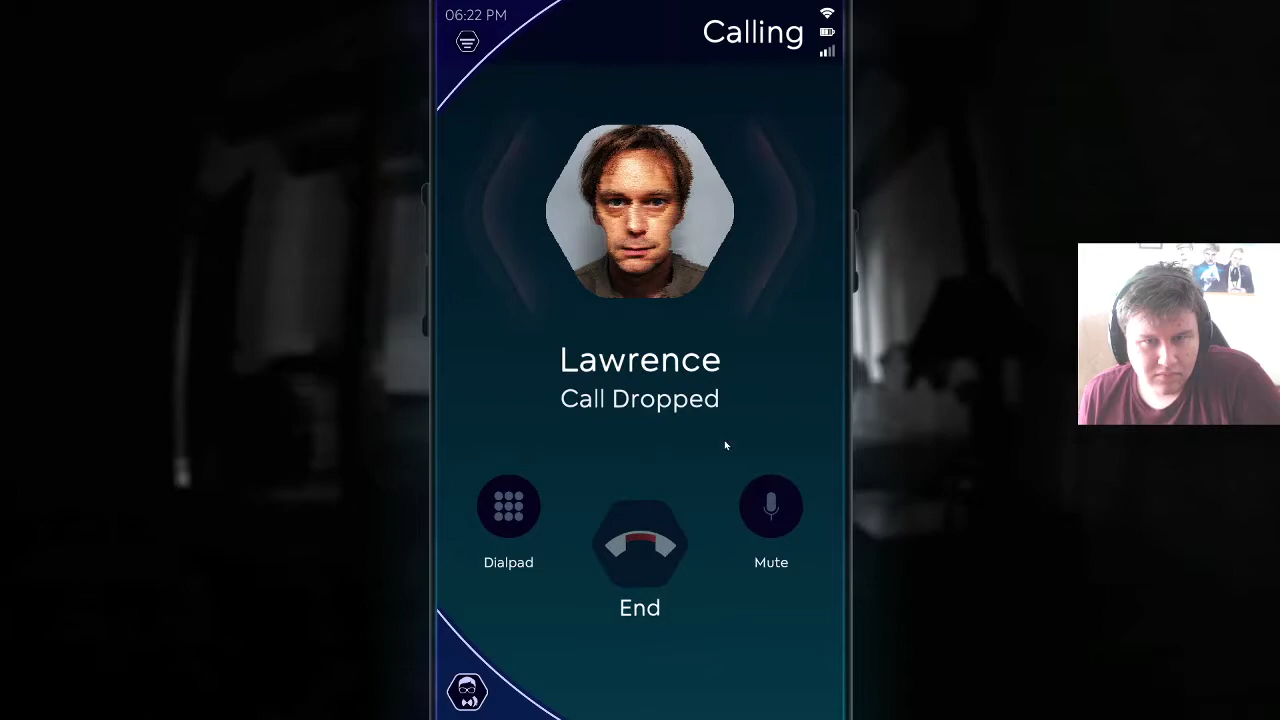 06:22 PM
Calling
Lawrence
Call Dropped
Dialpad
Mute
End